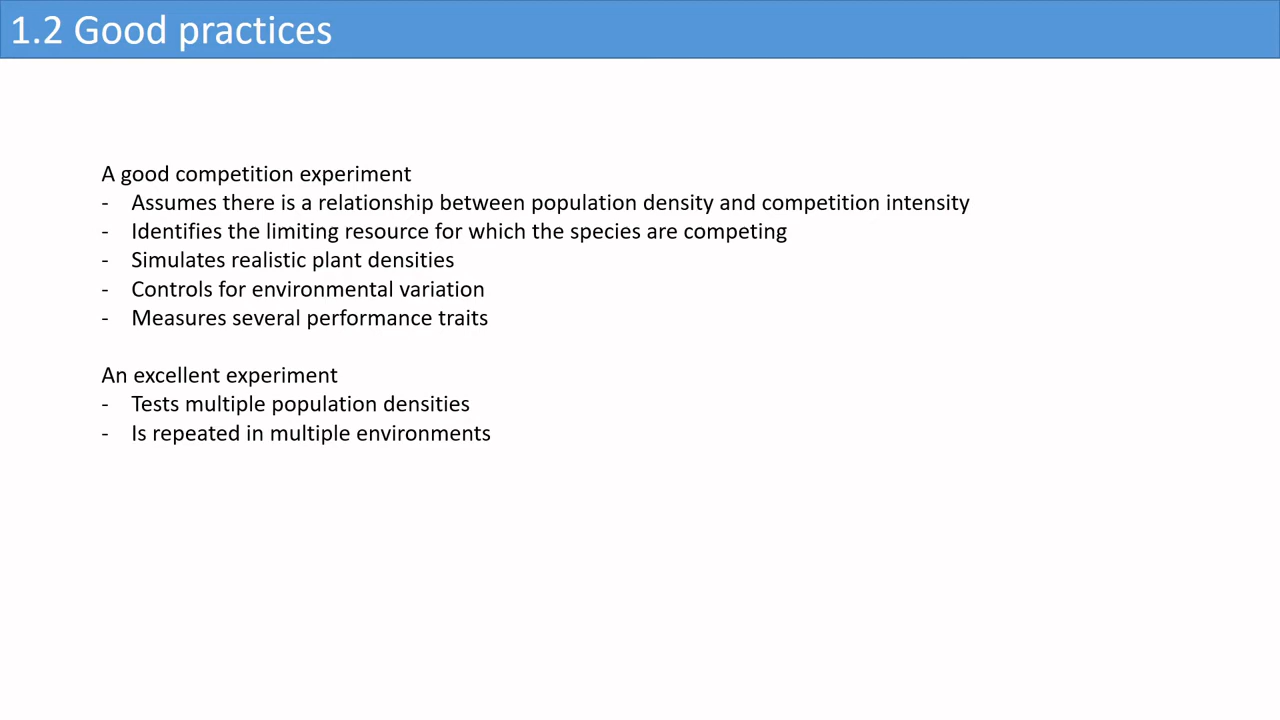 1.2 Good practices
A good competition experiment
- Assumes there is a relationship between population density and competition intensity
- Identifies the limiting resource for which the species are competing
- Simulates realistic plant densities
- Controls for environmental variation
- Measures several performance traits
An excellent experiment
- Tests multiple population densities
- Is repeated in multiple environments